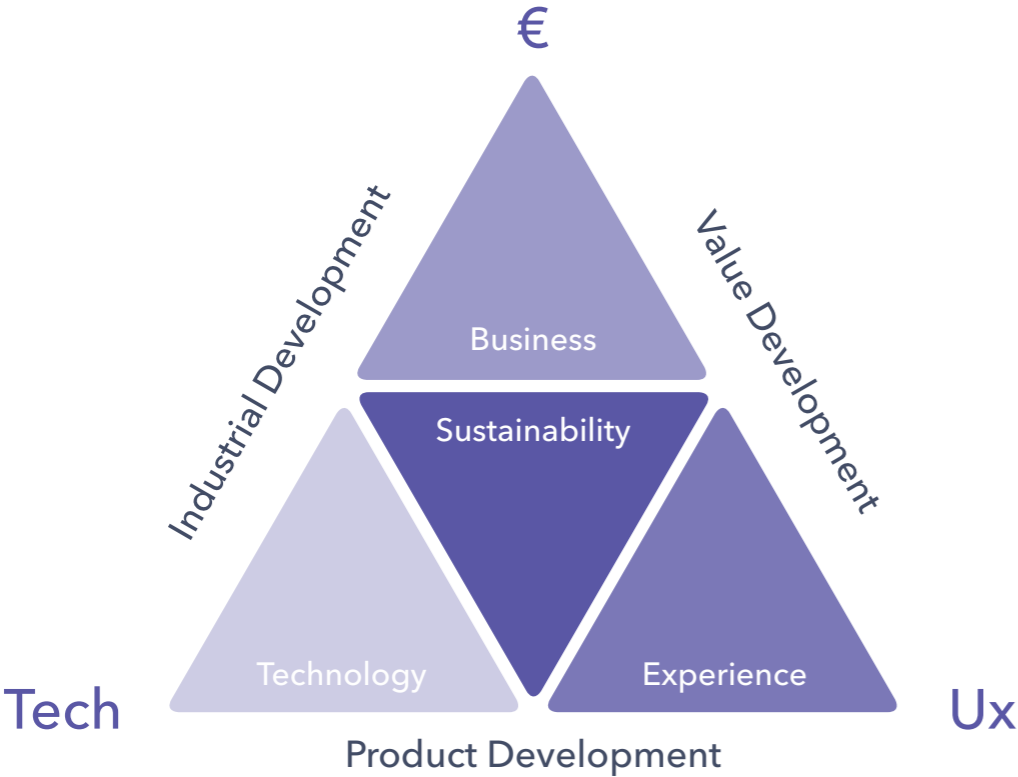 €
Industrial Development
Value Development
Business
Sustainability
Technology
Experience
Tech
Ux
Product Development